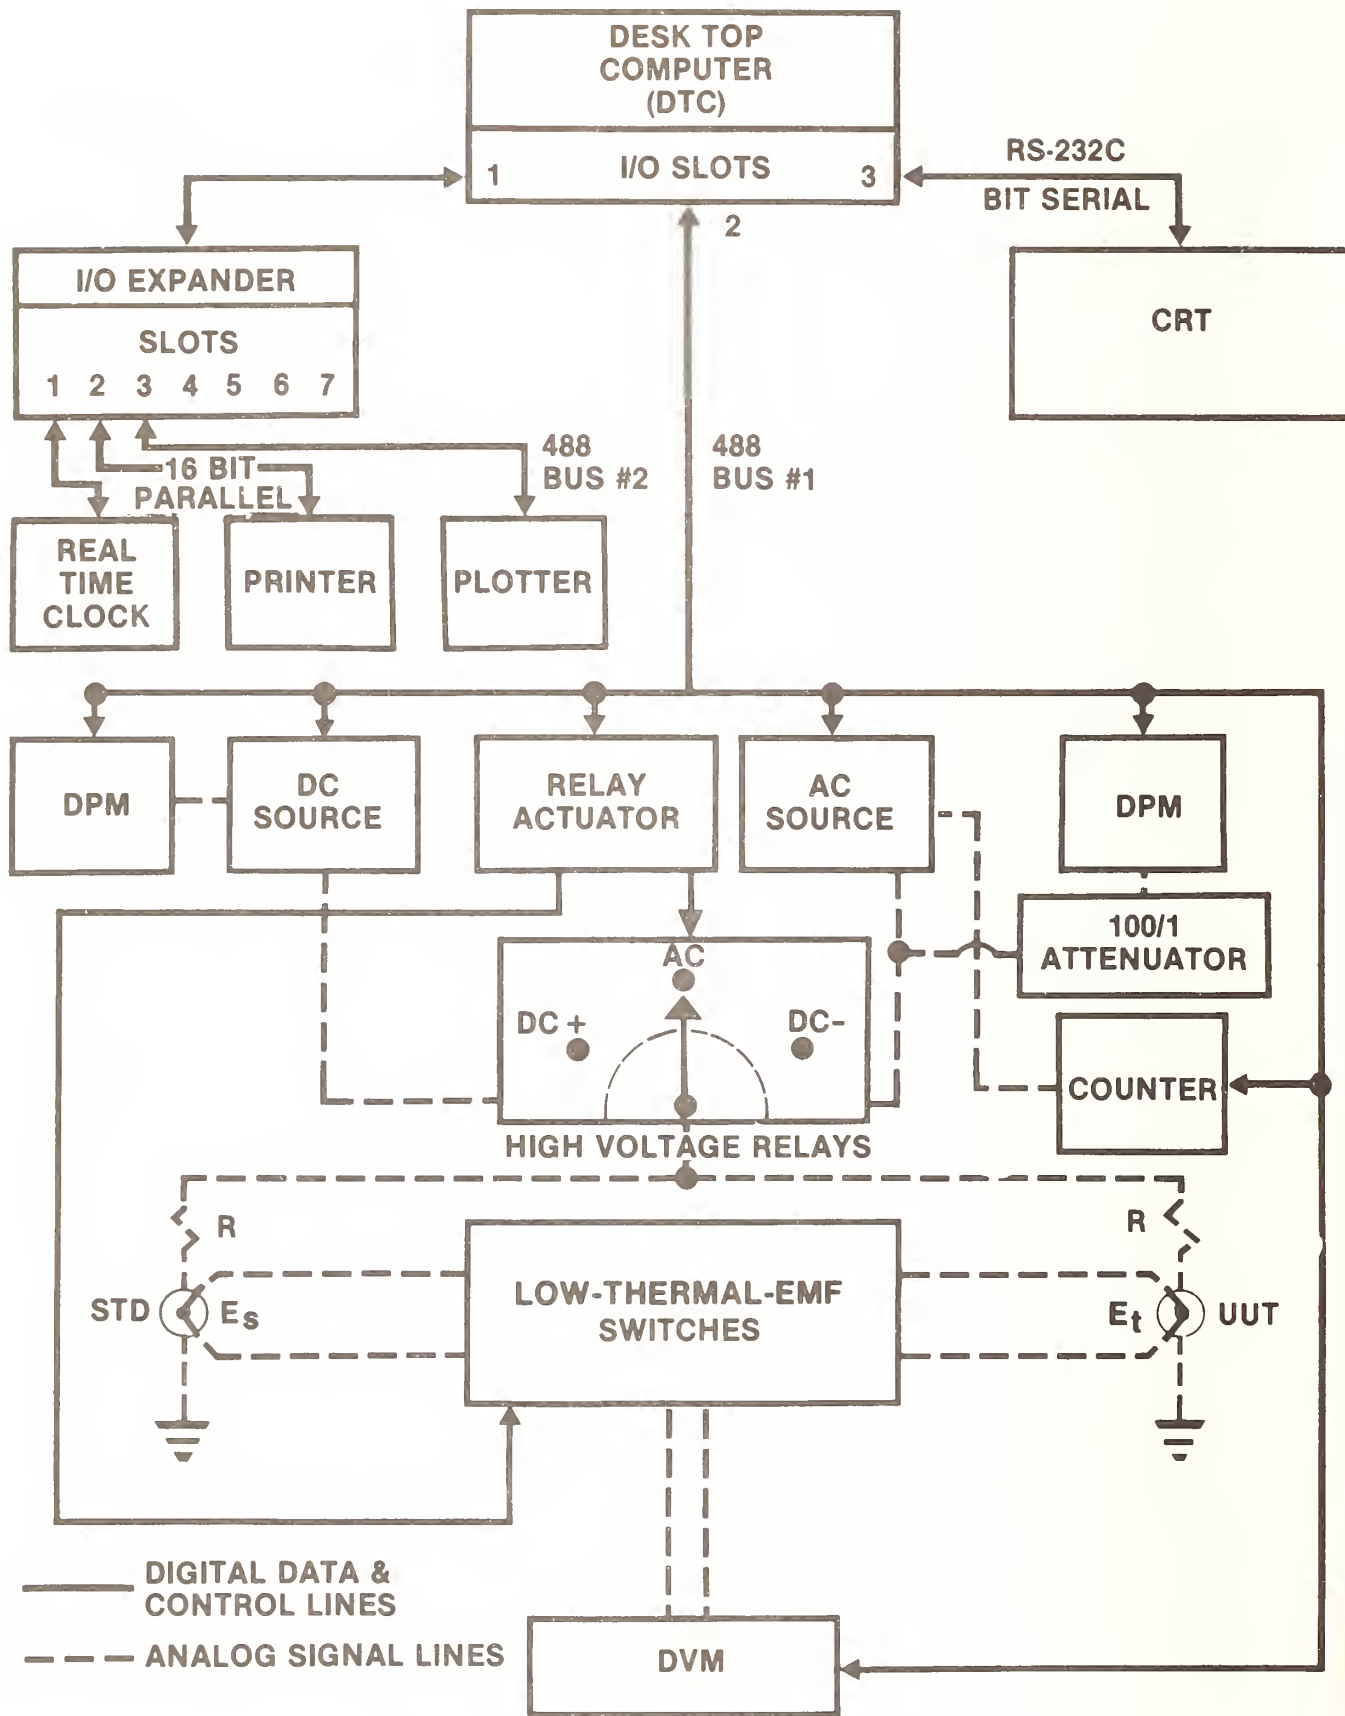 DESK TOP
COMPUTER
(DTC)
I/O SLOTS
1
2
3
RS-232C
BIT SERIAL
I/O EXPANDER
SLOTS
1 2 3 4 5 6 7
CRT
16 BIT
PARALLEL
488
BUS #2
488
BUS #1
REAL
TIME
CLOCK
PRINTER
PLOTTER
DPM
DC
SOURCE
RELAY
ACTUATOR
AC
SOURCE
DPM
100/1
ATTENUATOR
AC
DC +
DC-
HIGH VOLTAGE RELAYS
COUNTER
R
R
STD
Es
LOW-THERMAL-EMF
SWITCHES
Et
UUT
DIGITAL DATA &
CONTROL LINES
ANALOG SIGNAL LINES
DVM